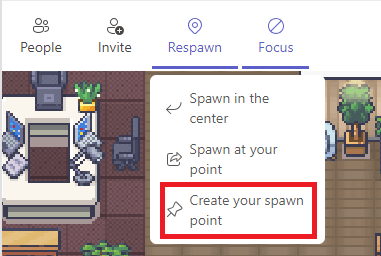 People
Invite
Respawn
Focus
Spawn in the
center
Spawn at your
point
Create your spawn
point